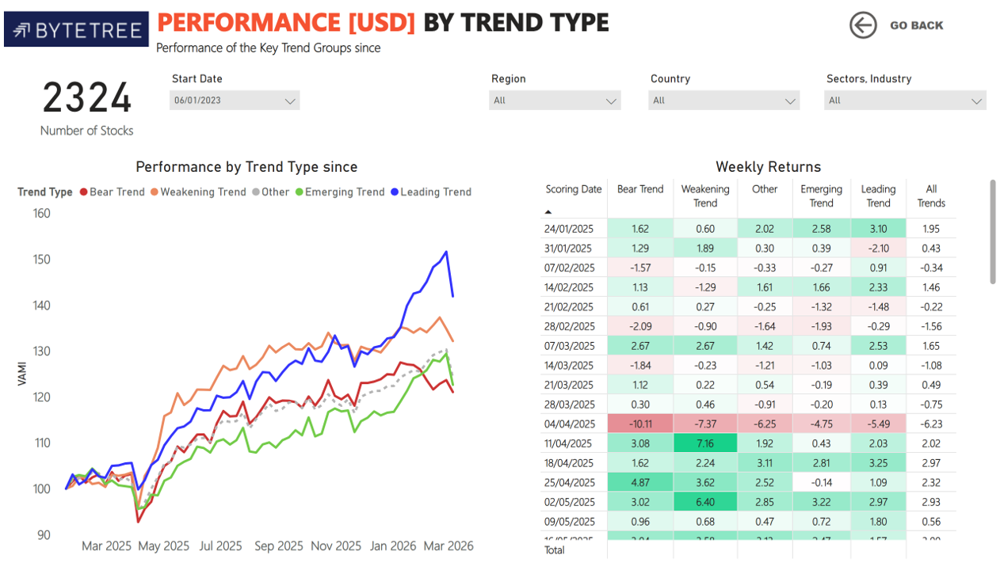 BYTETREE
PERFORMANCE [USD] BY TREND TYPE
Performance of the Key Trend Groups since
GO BACK
2324
Number of Stocks
Start Date
06/01/2023
Region
All
Country
All
Sectors, Industry
All
Performance by Trend Type since
Trend Type Bear Trend Weakening Trend Other Emerging Trend Leading Trend
160
150
140
130
120
110
100
90
VAMI
Mar 2025 May 2025 Jul 2025 Sep 2025 Nov 2025 Jan 2026 Mar 2026
Weekly Returns
Scoring Date Bear Trend Weakening Trend Other Emerging Trend Leading Trend All Trends
24/01/2025 1.62 0.60 2.02 2.58 3.10 1.95
31/01/2025 1.29 1.89 0.30 0.39 -2.10 0.43
07/02/2025 -1.57 -0.15 -0.33 -0.27 0.91 -0.34
14/02/2025 1.13 -1.29 1.61 1.66 2.33 1.46
21/02/2025 0.61 0.27 -0.25 -1.32 -1.48 -0.22
28/02/2025 -2.09 -0.90 -1.64 -1.93 -0.29 -1.56
07/03/2025 2.67 2.67 1.42 0.74 2.53 1.65
14/03/2025 -1.84 -0.23 -1.21 -1.03 0.09 -1.08
21/03/2025 1.12 0.22 0.54 -0.19 0.39 0.49
28/03/2025 0.30 0.46 -0.91 -0.20 0.13 -0.75
04/04/2025 -10.11 -7.37 -6.25 -4.75 -5.49 -6.23
11/04/2025 3.08 7.16 1.92 0.43 2.03 2.02
18/04/2025 1.62 2.24 3.11 2.81 3.25 2.97
25/04/2025 4.87 3.62 2.52 -0.14 1.09 2.32
02/05/2025 3.02 6.40 2.85 3.22 2.97 2.93
09/05/2025 0.96 0.68 0.47 0.72 1.80 0.56
Total